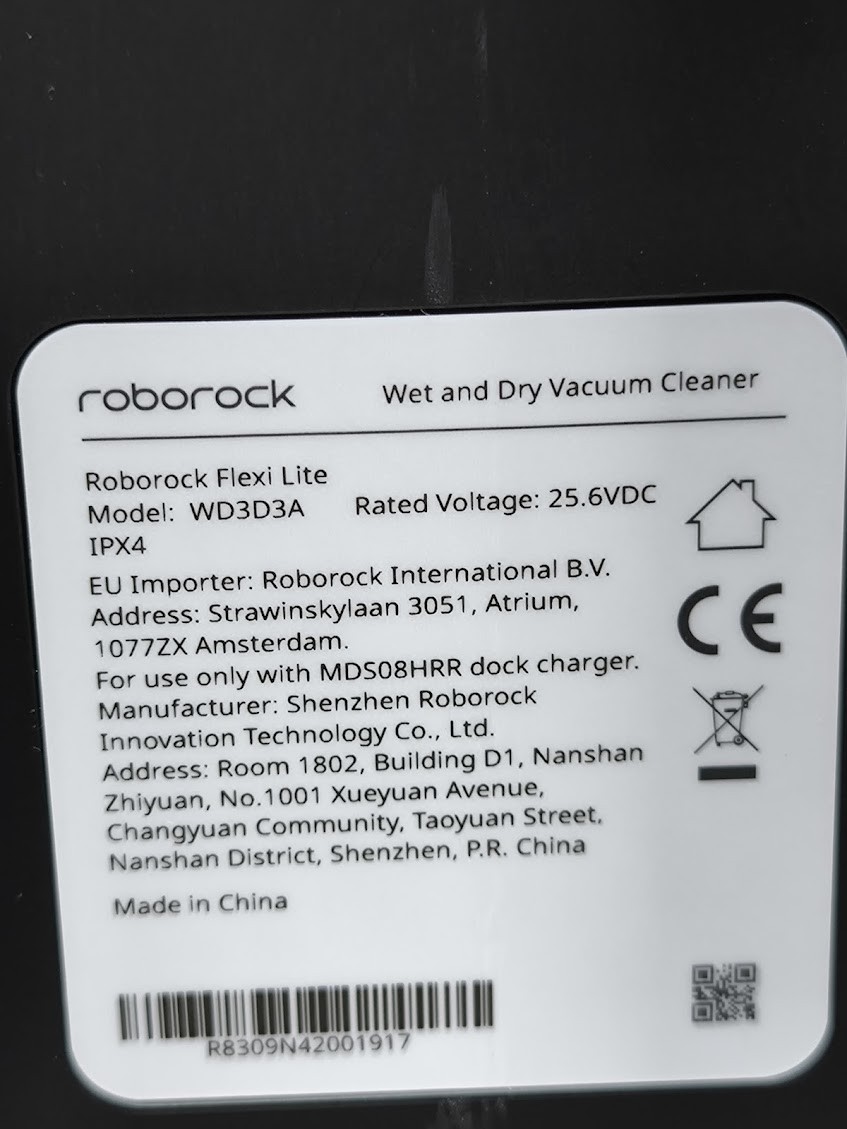 roborock
Wet and Dry Vacuum Cleaner
Roborock Flexi Lite
Model: WD3D3A Rated Voltage: 25.6VDC
IPX4
EU Importer: Roborock International B.V.
Address: Strawinskylaan 3051, Atrium,
1077ZX Amsterdam.
For use only with MDS08HRR dock charger.
Manufacturer: Shenzhen Roborock
Innovation Technology Co., Ltd.
Address: Room 1802, Building D1, Nanshan
Zhiyuan, No.1001 Xueyuan Avenue,
Changyuan Community, Taoyuan Street,
Nanshan District, Shenzhen, P.R. China
Made in China
CE
R8309N42001917